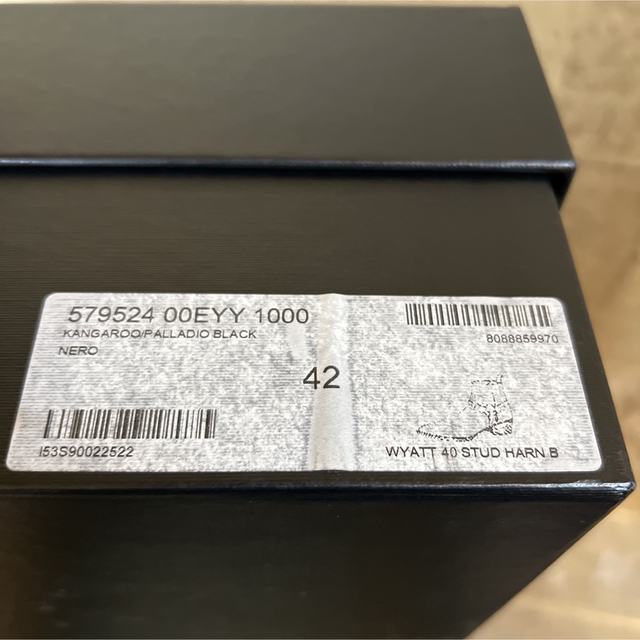 579524 00EYY 1000
KANGAROO/PALLADIO BLACK
NERO
8088859970
42
I53S90022522
WYATT 40 STUD HARN B